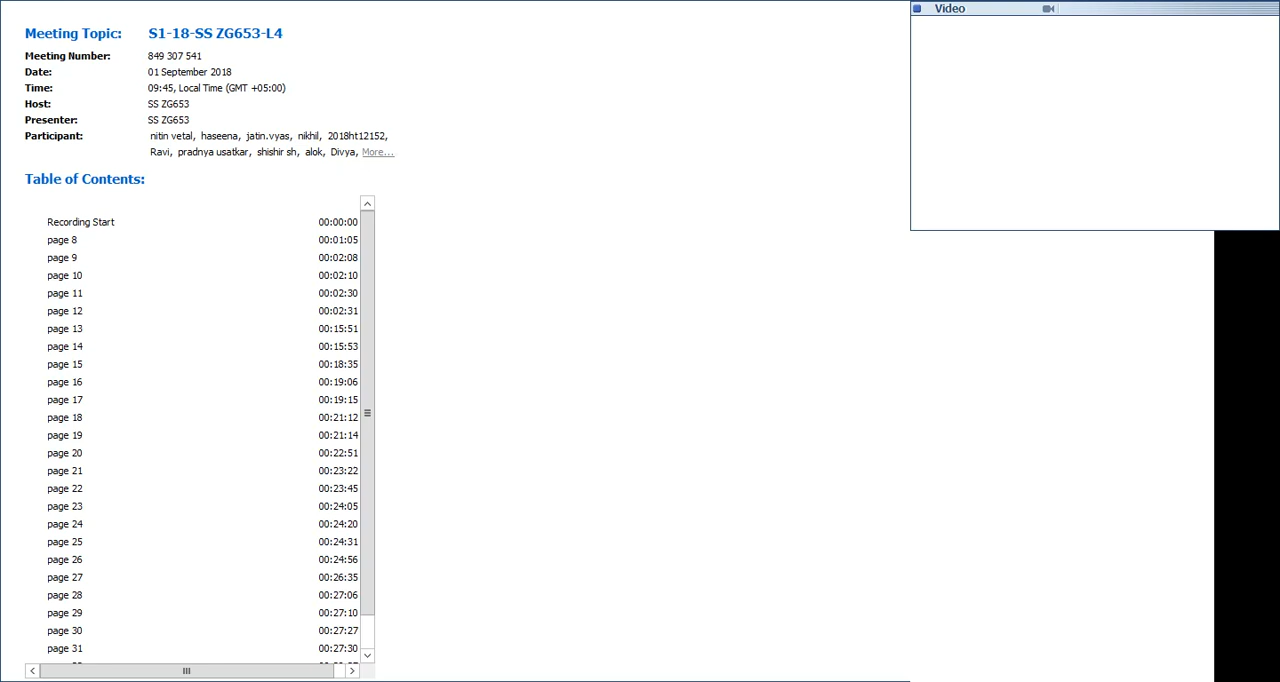 Video
Meeting Topic: S1-18-SS ZG653-L4
Meeting Number: 849 307 541
Date: 01 September 2018
Time: 09:45, Local Time (GMT +05:00)
Host: SS ZG653
Presenter: SS ZG653
Participant: nitin vetal, haseena, jatin.vyas, nikhil, 2018ht12152,
Ravi, pradnya usatkar, shishir sh, alok, Divya, More...
Table of Contents:
Recording Start 00:00:00
page 8 00:01:05
page 9 00:02:08
page 10 00:02:10
page 11 00:02:30
page 12 00:02:31
page 13 00:15:51
page 14 00:15:53
page 15 00:18:35
page 16 00:19:06
page 17 00:19:15
page 18 00:21:12
page 19 00:21:14
page 20 00:22:51
page 21 00:23:22
page 22 00:23:45
page 23 00:24:05
page 24 00:24:20
page 25 00:24:31
page 26 00:24:56
page 27 00:26:35
page 28 00:27:06
page 29 00:27:10
page 30 00:27:27
page 31 00:27:30